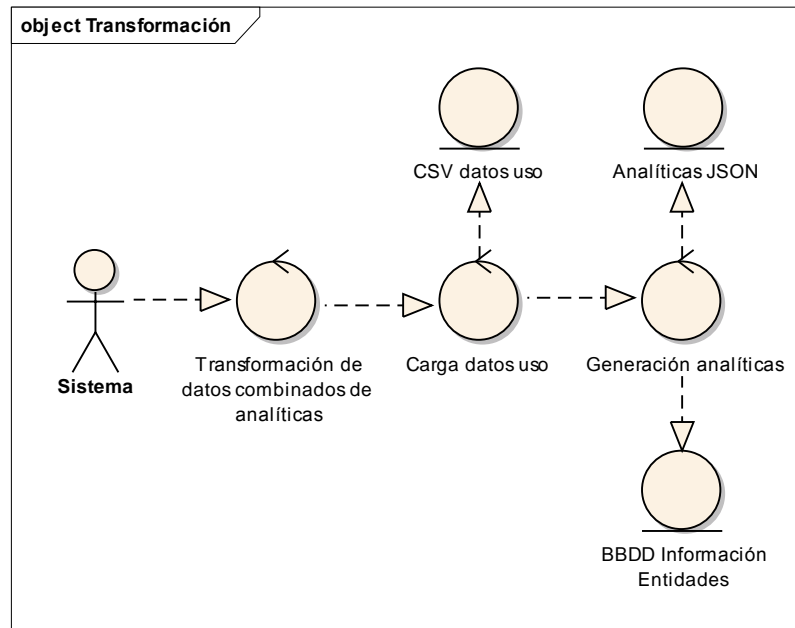 object Transformación
CSV datos uso
Analíticas JSON
Sistema
Transformación de
datos combinados de
analíticas
Carga datos uso
Generación analíticas
BBDD Información
Entidades